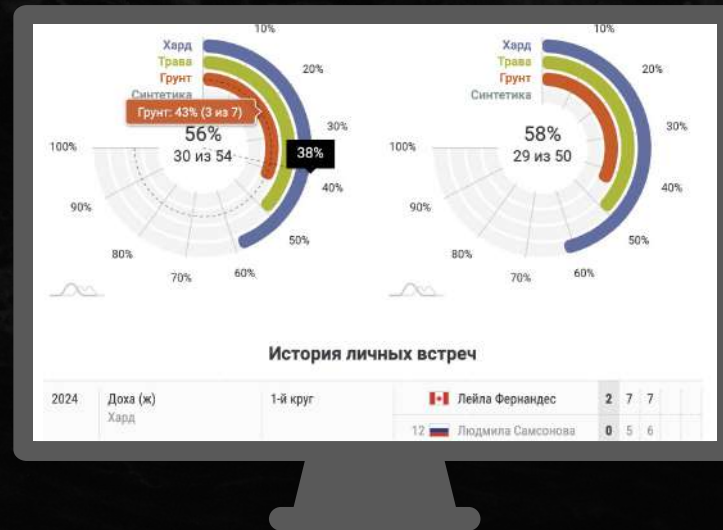 10%
Хард
Трава
20%
Грунт
Синтетика
Грунт: 43% (3 из 7)
30%
56%
100%
30 из 54
38%
40%
90%
50%
80%
60%
70%
10%
Хард
Трава
20%
Грунт
Синтетика
30%
58%
100%
29 из 50
40%
90%
50%
80%
60%
70%
История личных встреч
2024 Доха (ж) 1-й круг Лейла Фернандес 2 7 7
Хард
12 Людмила Самсонова 0 5 6